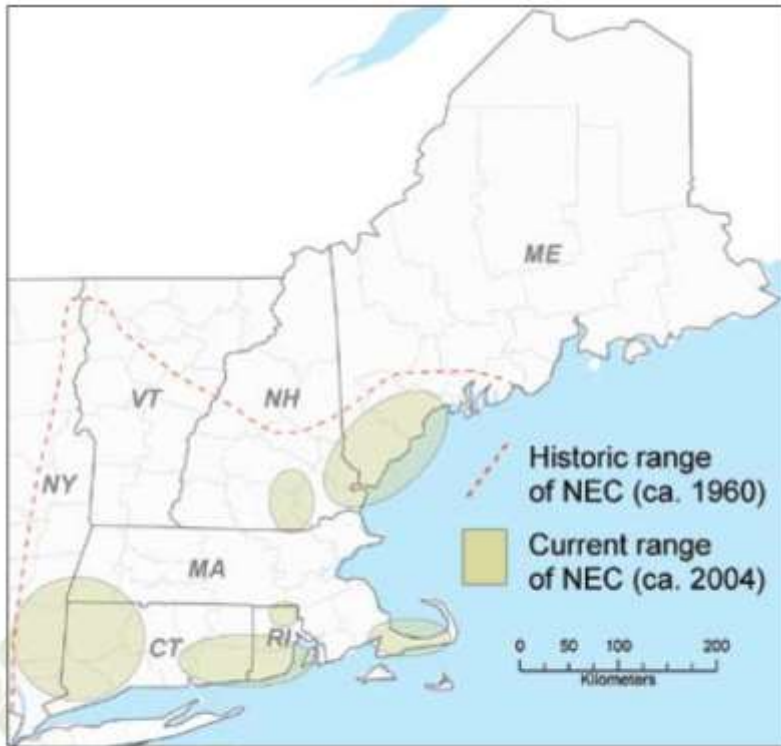 ME
VT
NH
NY
Historic range
of NEC (ca. 1960)
Current range
of NEC (ca. 2004)
MA
CT
RI
0 50 100 200
Kilometers